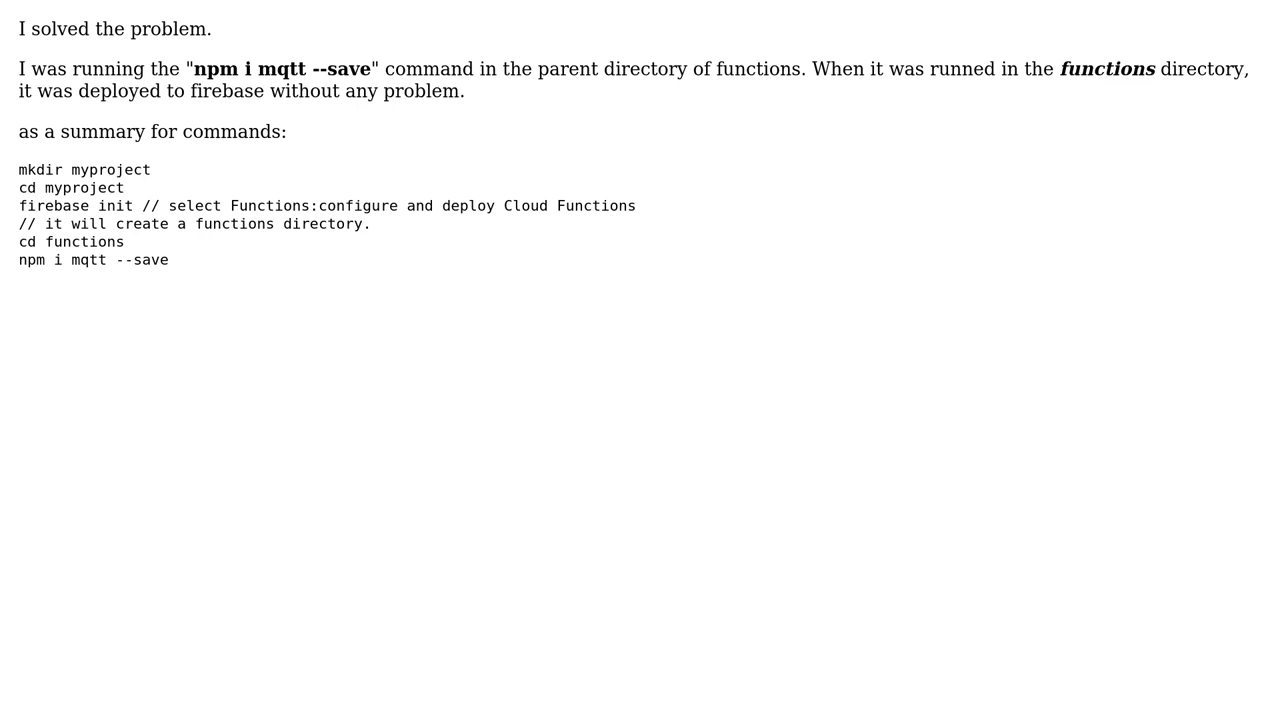 I solved the problem.
I was running the "npm i mqtt --save" command in the parent directory of functions. When it was runned in the functions directory,
it was deployed to firebase without any problem.
as a summary for commands:
mkdir myproject
cd myproject
firebase init // select Functions:configure and deploy Cloud Functions
// it will create a functions directory.
cd functions
npm i mqtt --save